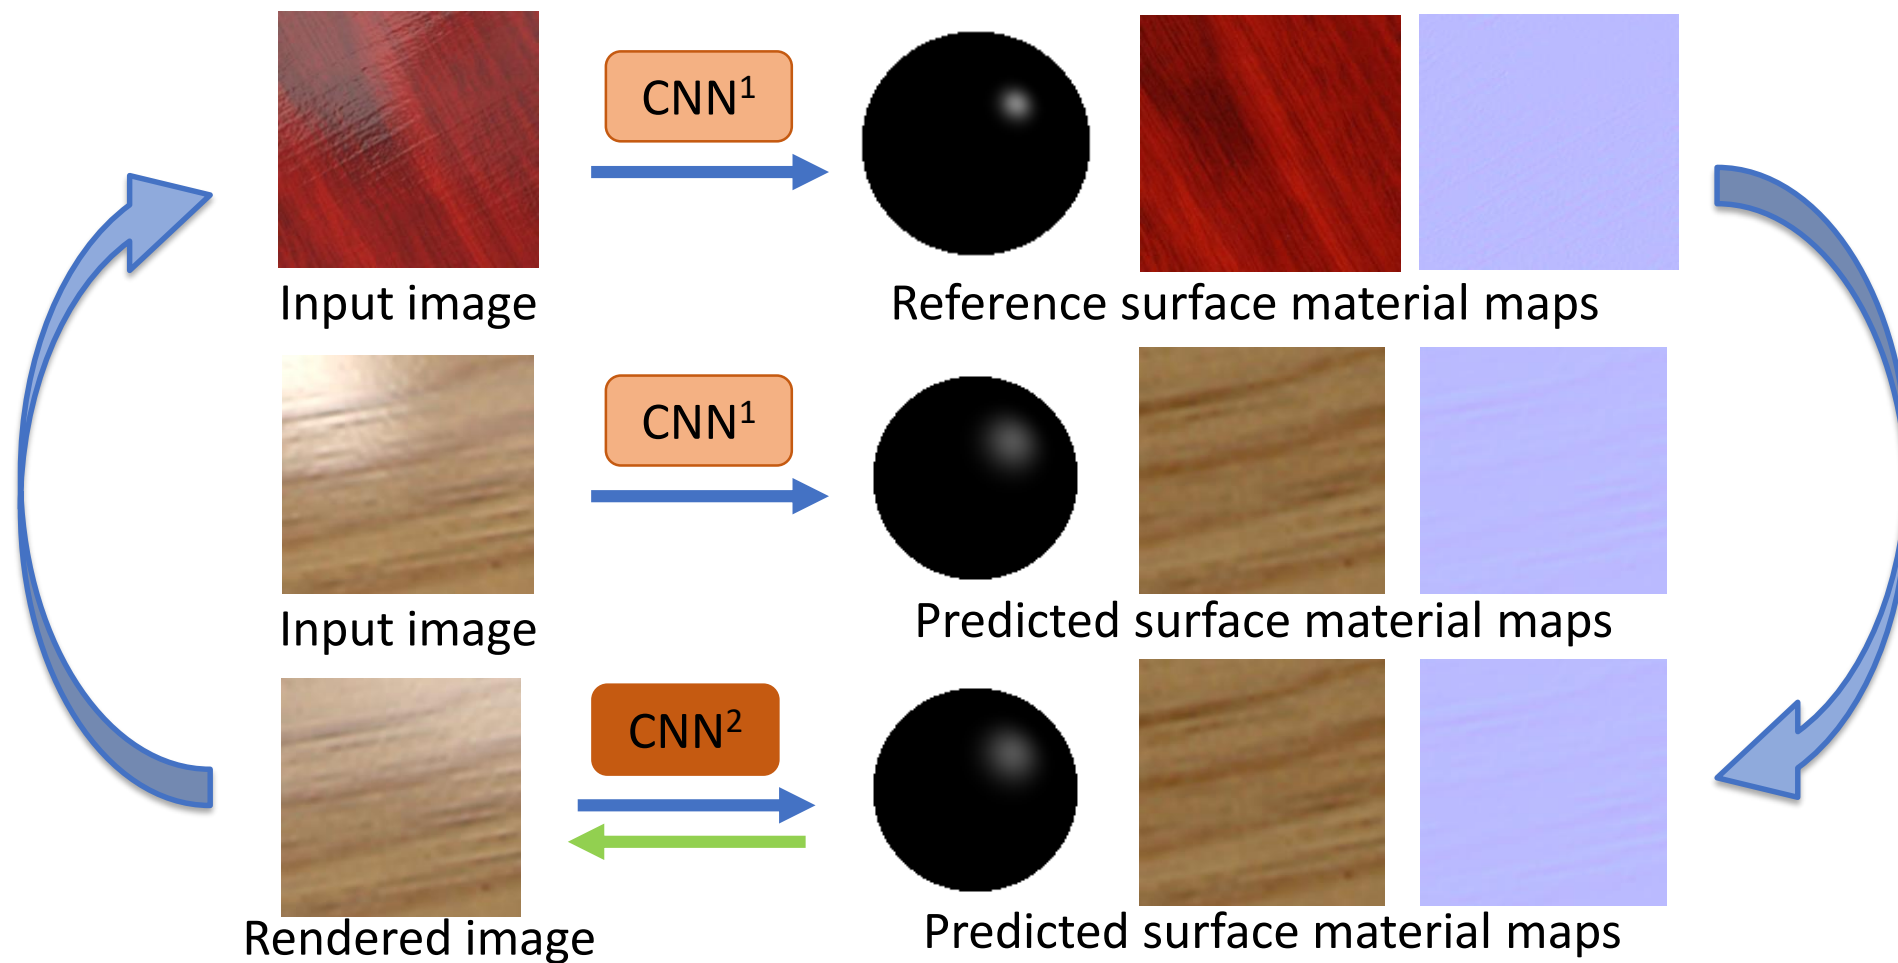 CNN¹
Input image
Reference surface material maps
CNN¹
Input image
Predicted surface material maps
CNN²
Rendered image
Predicted surface material maps